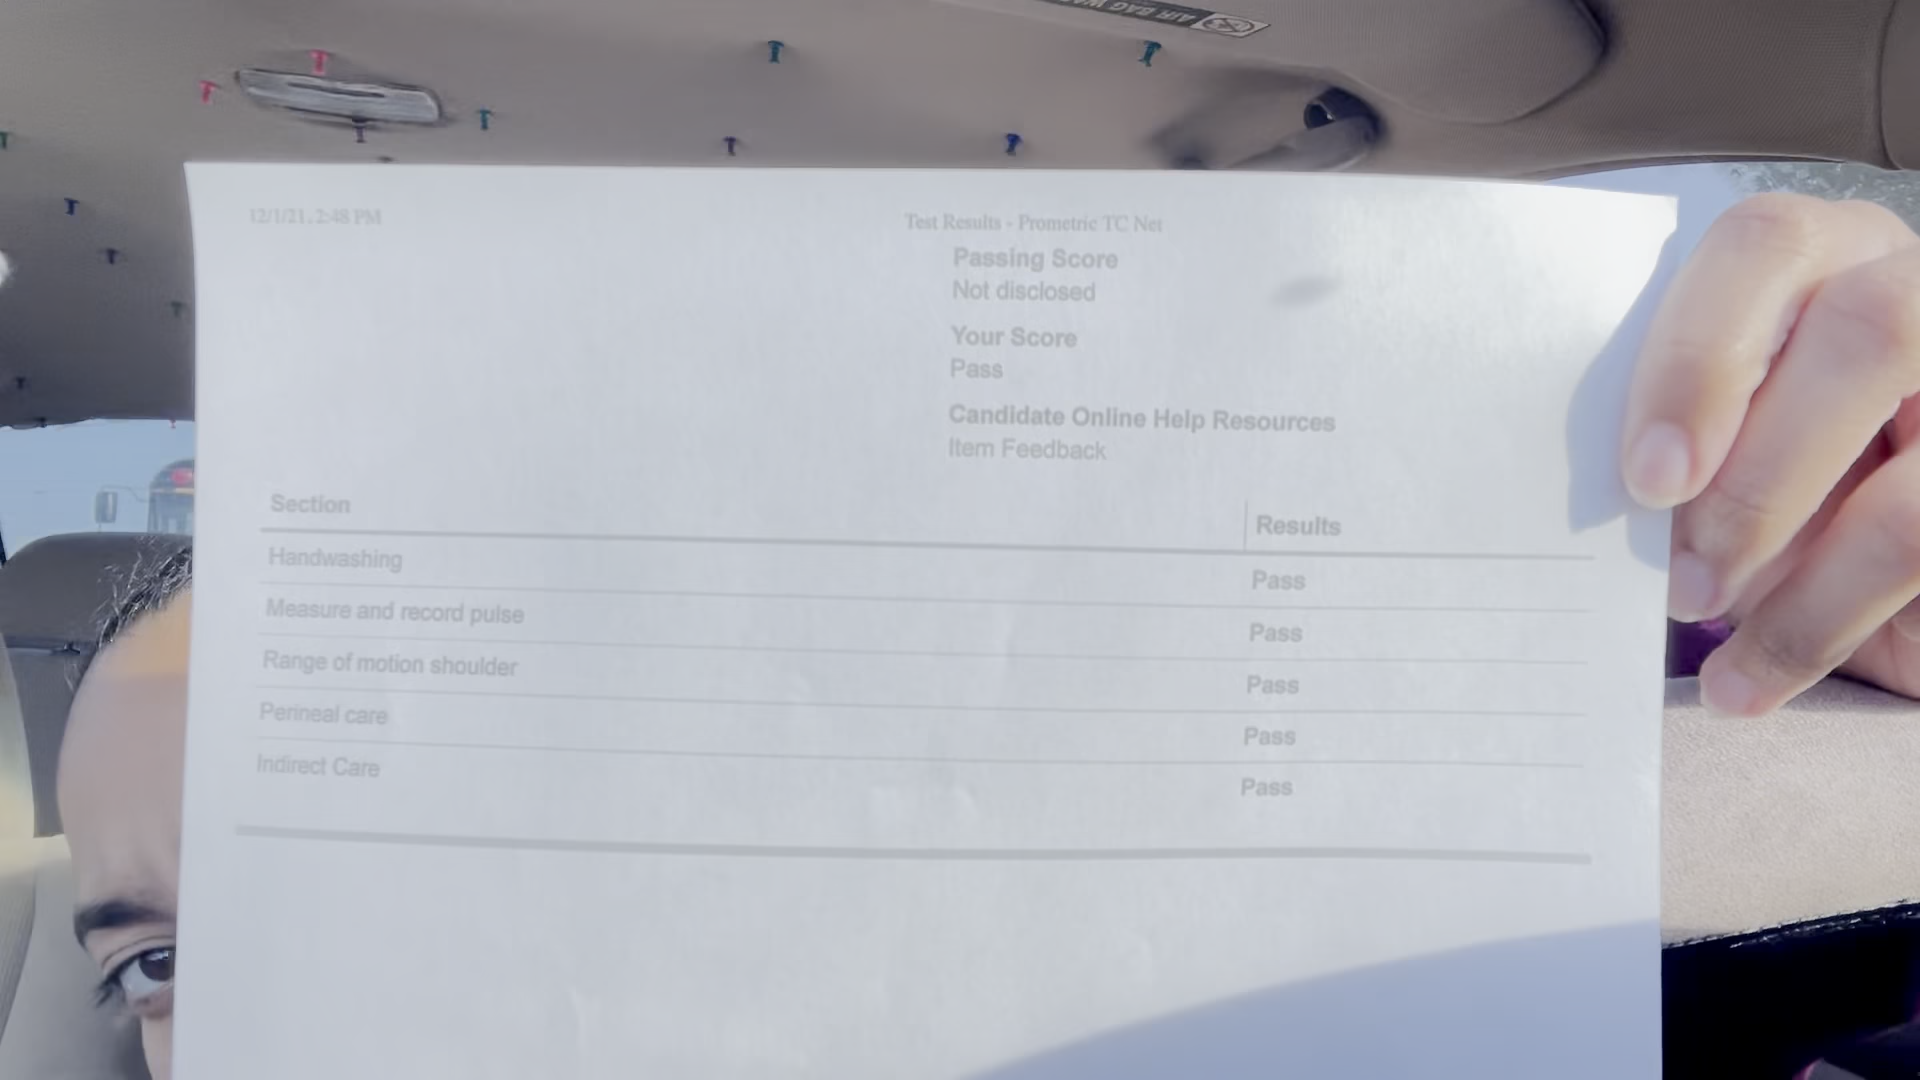 AIR BAG
12/1/21, 2:48 PM
Test Results - Prometric TC Net
Passing Score
Not disclosed
Your Score
Pass
Candidate Online Help Resources
Item Feedback
Section Results
Handwashing Pass
Measure and record pulse Pass
Range of motion shoulder Pass
Perineal care Pass
Indirect Care Pass